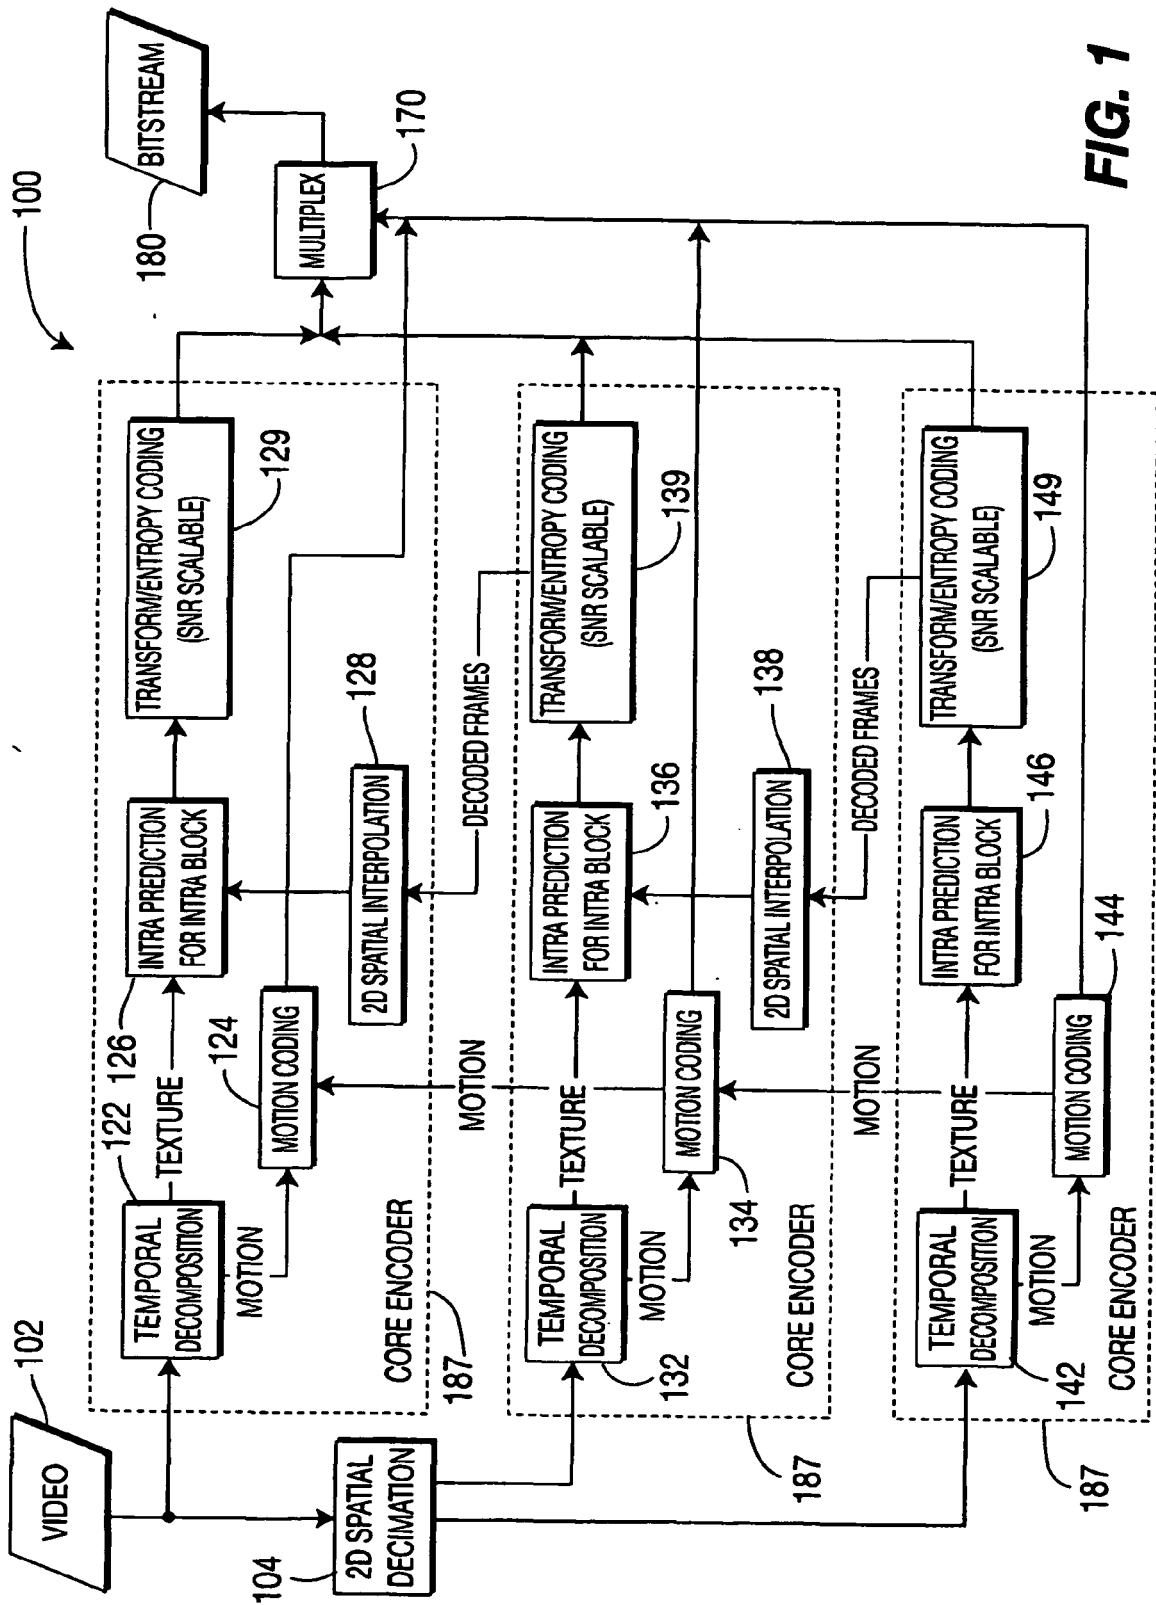 100
VIDEO
102
2D SPATIAL
DECIMATION
104
TEMPORAL
DECOMPOSITION
122
TEXTURE
MOTION
MOTION CODING
124
INTRA PREDICTION
FOR INTRA BLOCK
126
2D SPATIAL INTERPOLATION
128
TRANSFORM/ENTROPY CODING
(SNR SCALABLE)
129
CORE ENCODER
187
MOTION
DECODED FRAMES
TEMPORAL
DECOMPOSITION
132
TEXTURE
MOTION
MOTION CODING
134
INTRA PREDICTION
FOR INTRA BLOCK
136
2D SPATIAL INTERPOLATION
138
TRANSFORM/ENTROPY CODING
(SNR SCALABLE)
139
CORE ENCODER
187
MOTION
DECODED FRAMES
TEMPORAL
DECOMPOSITION
142
TEXTURE
MOTION
MOTION CODING
144
INTRA PREDICTION
FOR INTRA BLOCK
146
TRANSFORM/ENTROPY CODING
(SNR SCALABLE)
149
CORE ENCODER
187
MULTIPLEX
170
BITSTREAM
180
FIG. 1